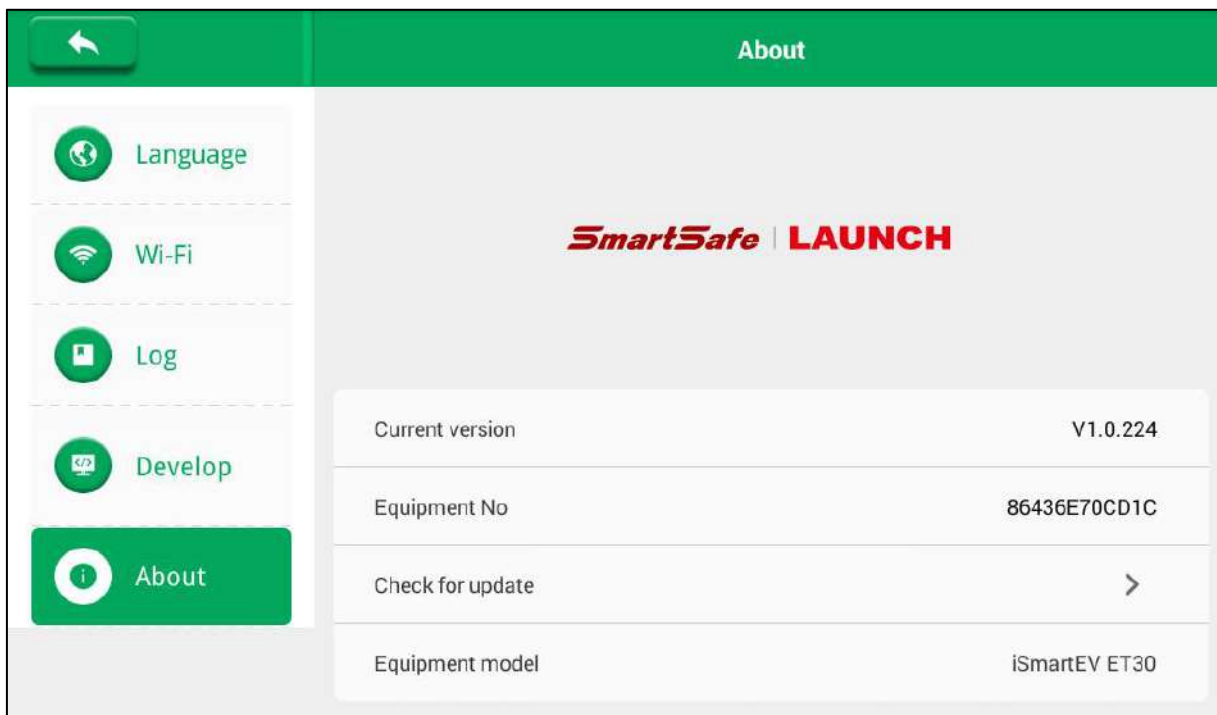 About
Language
Wi-Fi
Log
Develop
About
SmartSafe | LAUNCH
Current version V1.0.224
Equipment No 86436E70CD1C
Check for update >
Equipment model iSmartEV ET30